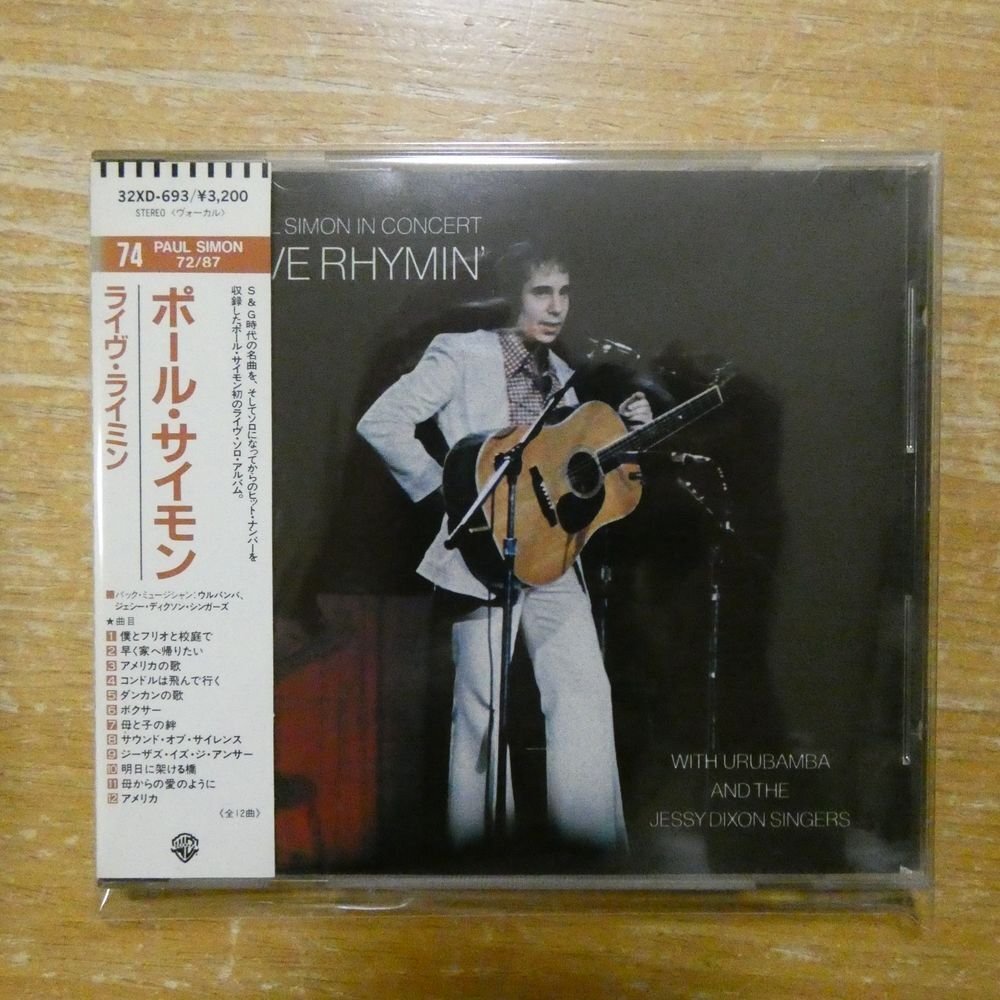 32XD-693/¥3,200
STEREO〈ヴォーカル〉
74 PAUL SIMON
72/87
ポール・サイモン
ライヴ・ライミン
S&G時代の名曲を、そしてソロになってからのヒット・ナンバーを
収録したポール・サイモン初のライヴ・ソロ・アルバム。
■バック・ミュージシャン:ウルバンバ、
ジェシー・ディクソン・シンガーズ
★曲目
1 僕とフリオと校庭で
2 早く家へ帰りたい
3 アメリカの歌
4 コンドルは飛んで行く
5 ダンカンの歌
6 ボクサー
7 母と子の絆
8 サウンド・オブ・サイレンス
9 ジーザズ・イズ・ジ・アンサー
10 明日に架ける橋
11 母からの愛のように
12 アメリカ
《全12曲》
L SIMON IN CONCERT
VE RHYMIN'
WITH URUBAMBA
AND THE
JESSY DIXON SINGERS